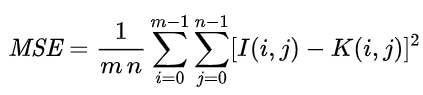 MSE = \frac{1}{m\,n} \sum_{i=0}^{m-1} \sum_{j=0}^{n-1} [I(i,j) - K(i,j)]^2